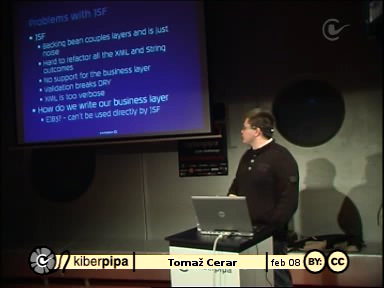 Problems with JSF
• JSF
• Backing bean couples layers and is just
noise
• Hard to refactor all the XML and String
outcomes
• No support for the business layer
• Validation breaks DRY
• XML is too verbose
• How do we write our business layer
• EJB3? - can't be used directly by JSF
kiberpipa
// kiberpipa
Tomaž Cerar
feb 08
BY: CC